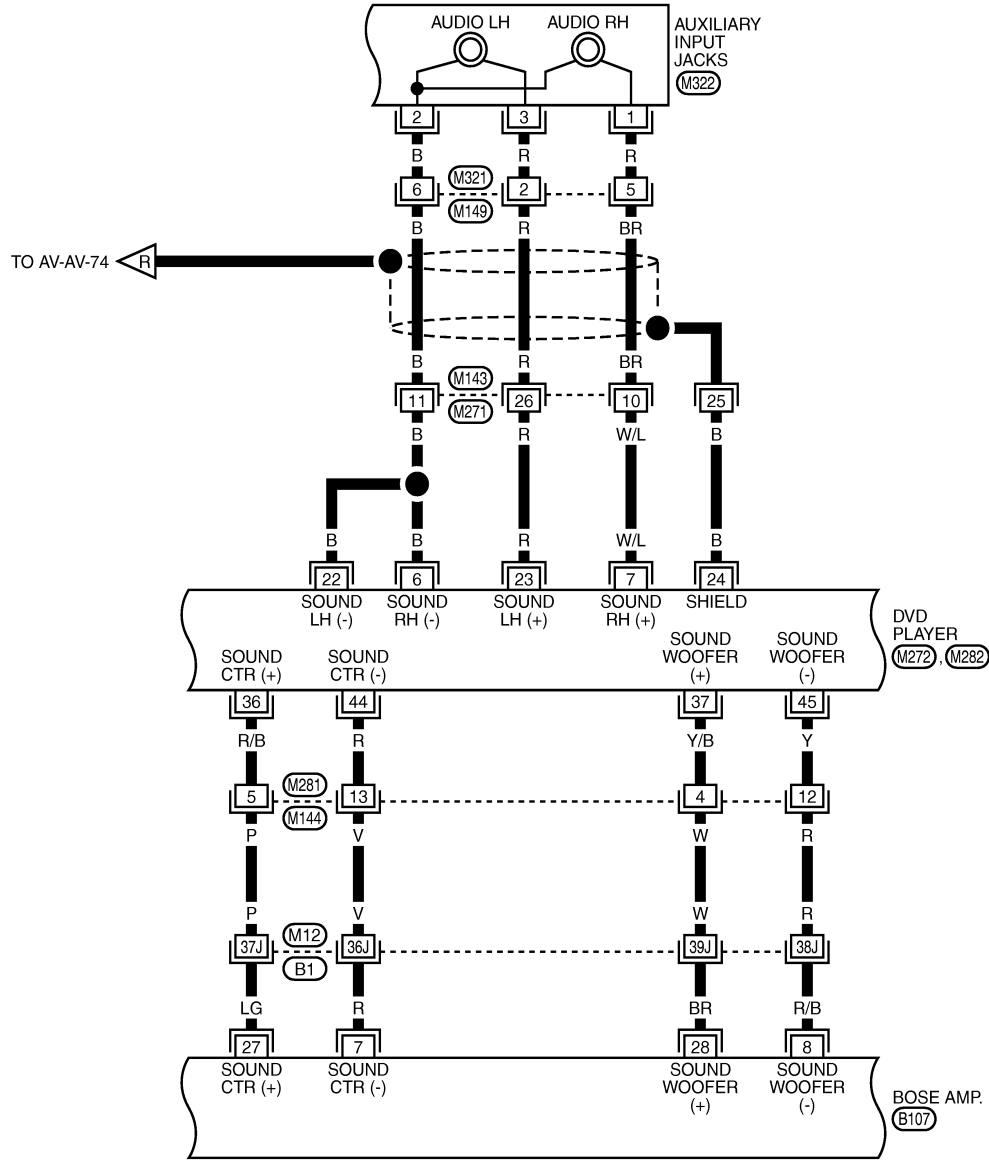 AUDIO LH AUDIO RH
AUXILIARY
INPUT
JACKS
M322
2 3 1
B R R
M321
6 2 5
M149
B R BR
TO AV-AV-74 R
B R BR
M143
11 26 10 25
M271
B R W/L B
B B R W/L B
22 6 23 7 24
SOUND
LH (-)
SOUND
RH (-)
SOUND
LH (+)
SOUND
RH (+)
SHIELD
DVD
PLAYER
M272 , M282
SOUND
CTR (+)
SOUND
CTR (-)
SOUND
WOOFER
(+)
SOUND
WOOFER
(-)
36 44 37 45
R/B R Y/B Y
M281
5 13 4 12
M144
P V W R
P V W R
M12
37J 36J 39J 38J
B1
LG R BR R/B
27 7 28 8
SOUND
CTR (+)
SOUND
CTR (-)
SOUND
WOOFER
(+)
SOUND
WOOFER
(-)
BOSE AMP.
B107